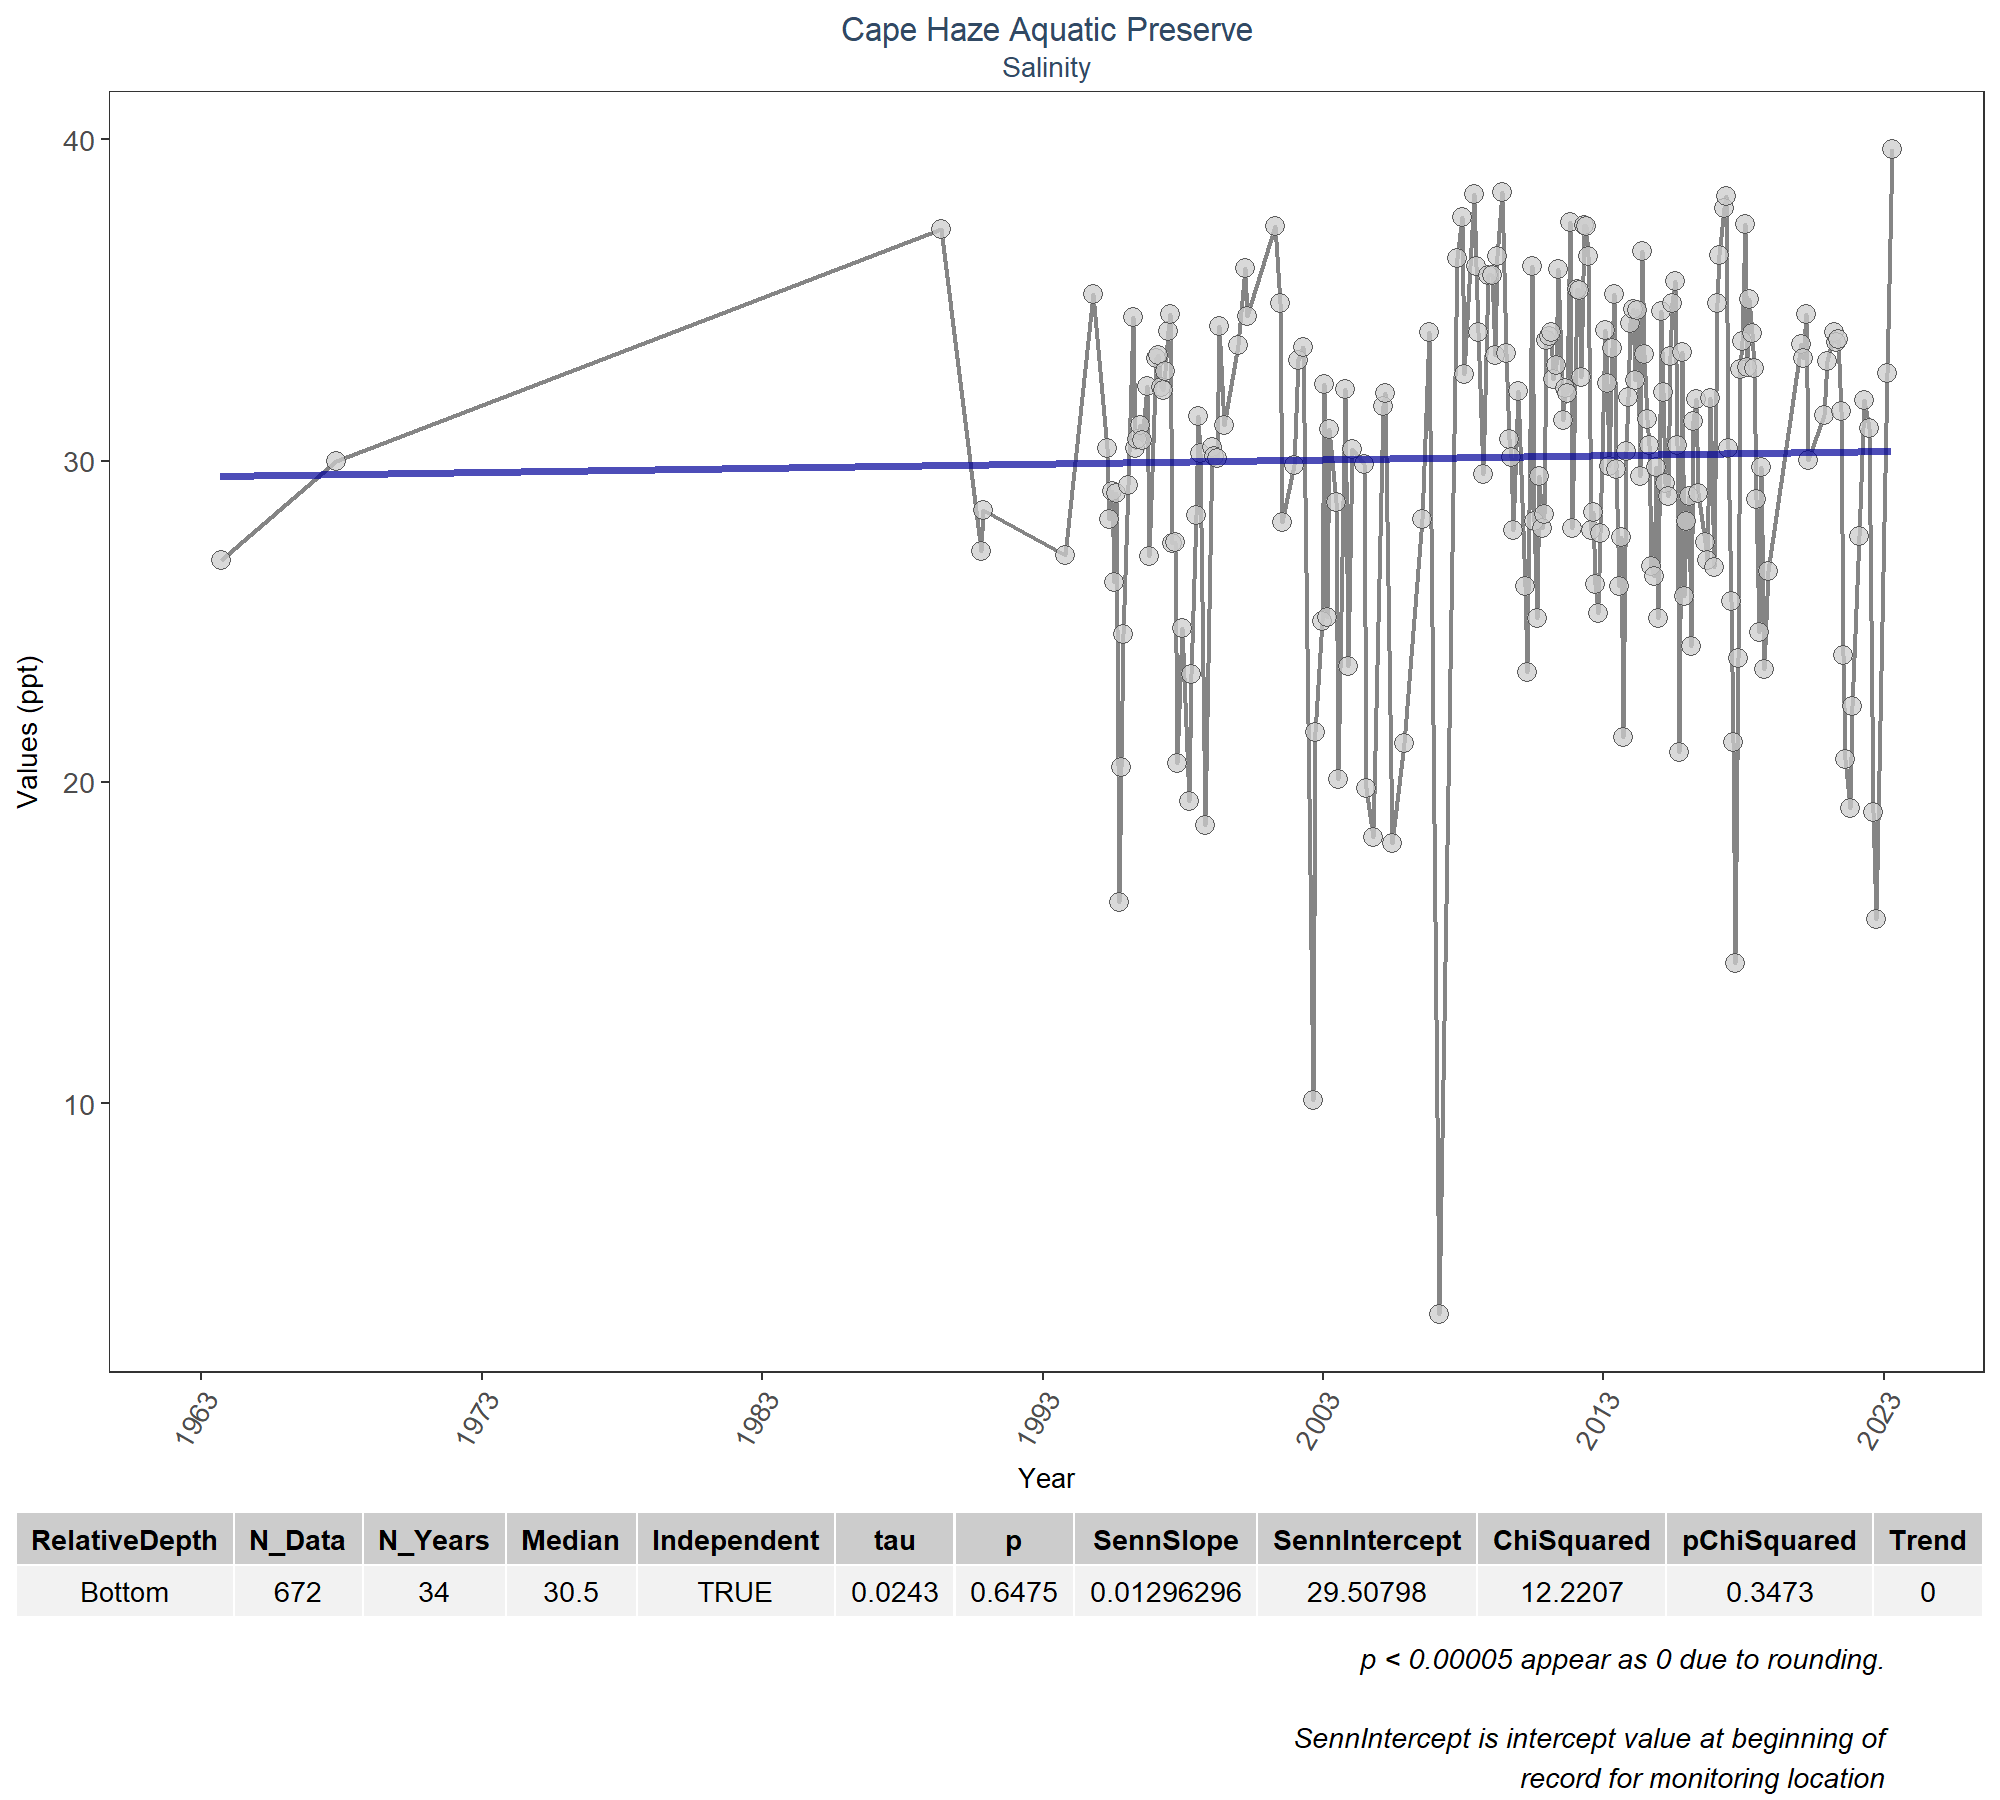 Cape Haze Aquatic Preserve
Salinity
40
30
20
10
Values (ppt)
1963 1973 1983 1993 2003 2013 2023
Year
RelativeDepth N_Data N_Years Median Independent tau p SennSlope SennIntercept ChiSquared pChiSquared Trend
Bottom 672 34 30.5 TRUE 0.0243 0.6475 0.01296296 29.50798 12.2207 0.3473 0
p < 0.00005 appear as 0 due to rounding.
SennIntercept is intercept value at beginning of
record for monitoring location